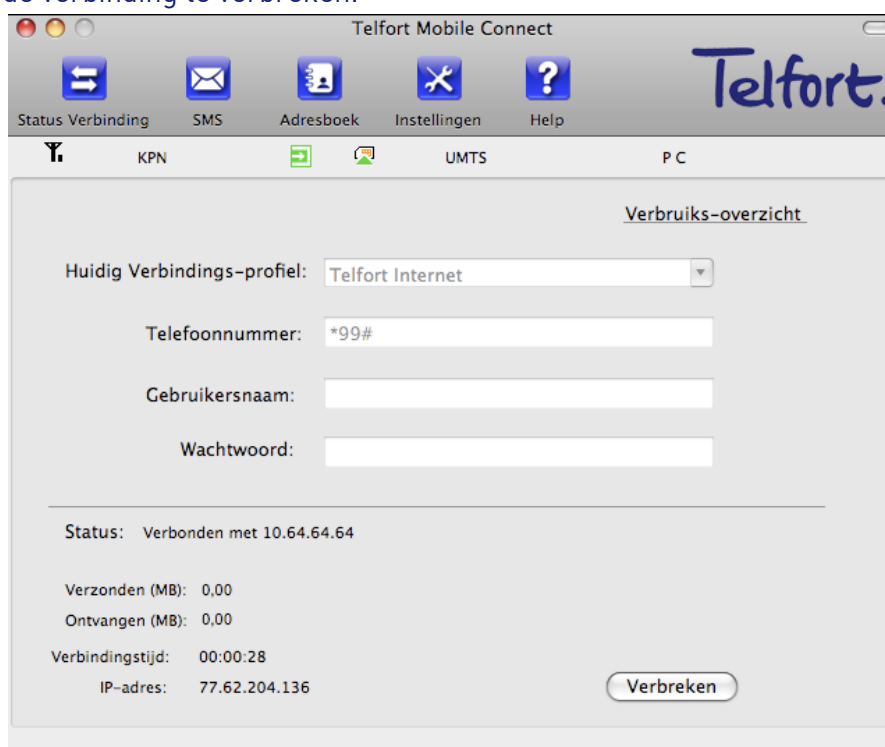 de verbinding te verbreken.
Telfort Mobile Connect
Telfort.
Status Verbinding SMS Adresboek Instellingen Help
KPN UMTS P C
Verbruiks-overzicht
Huidig Verbindings-profiel: Telfort Internet
Telefoonnummer: *99#
Gebruikersnaam:
Wachtwoord:
Status: Verbonden met 10.64.64.64
Verzonden (MB): 0,00
Ontvangen (MB): 0,00
Verbindingstijd: 00:00:28
IP-adres: 77.62.204.136
Verbreken